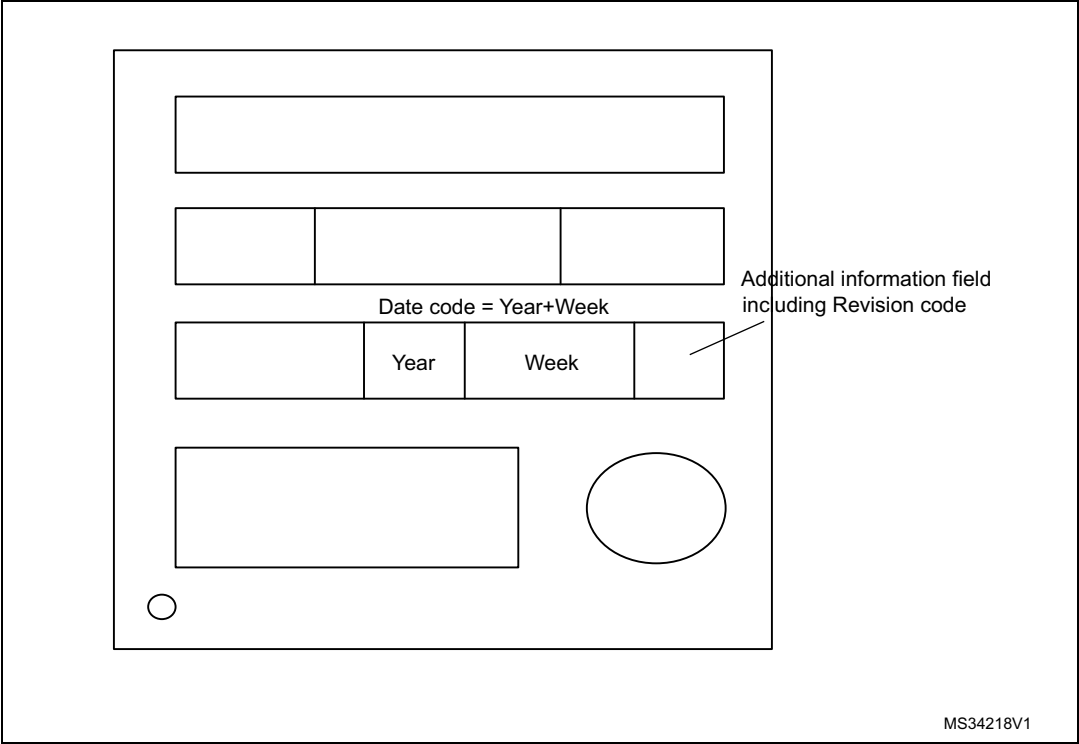 Additional information field
including Revision code
Date code = Year+Week
Year
Week
MS34218V1